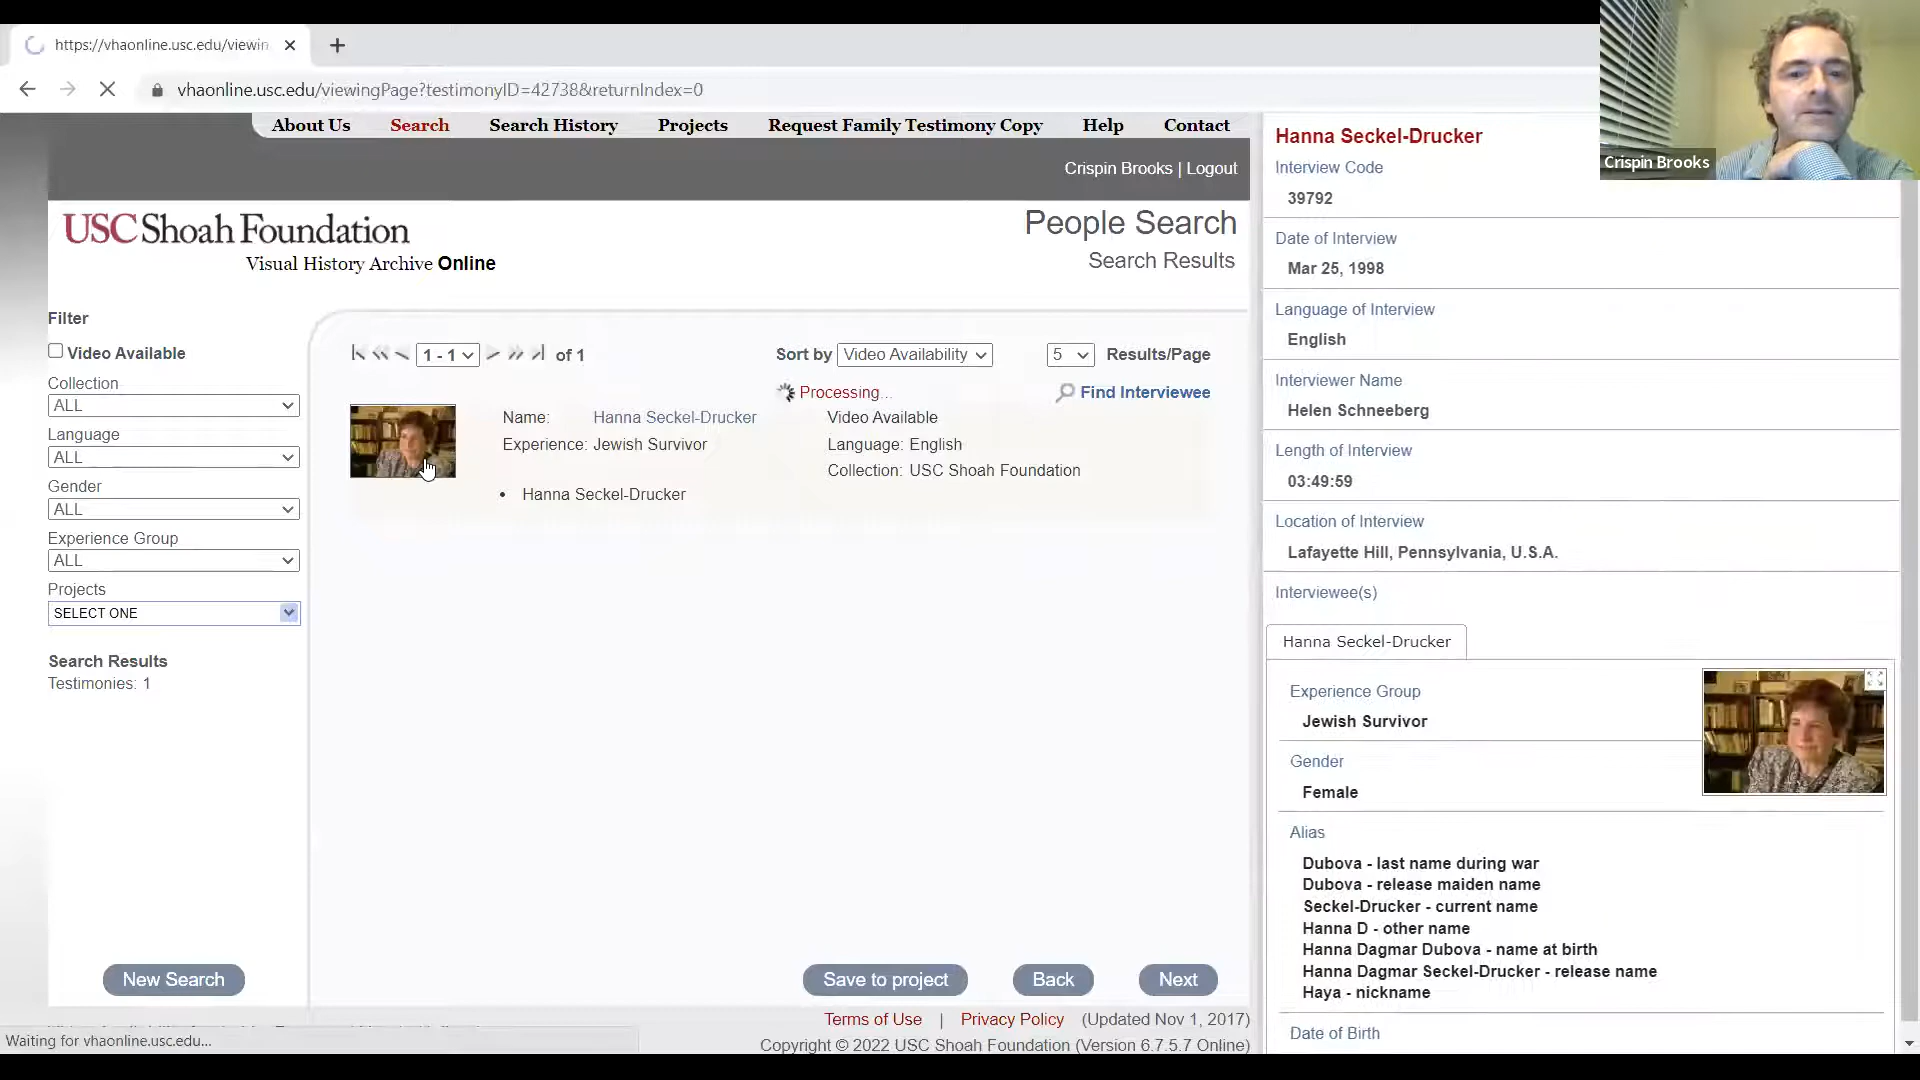 https://vhaonline.usc.edu/viewin
vhaonline.usc.edu/viewingPage?testimonyID=42738&returnIndex=0
About Us Search Search History Projects Request Family Testimony Copy Help Contact
Crispin Brooks | Logout
USC Shoah Foundation
Visual History Archive Online
People Search
Search Results
Filter
Video Available
Collection
ALL
Language
ALL
Gender
ALL
Experience Group
ALL
Projects
SELECT ONE
Search Results
Testimonies: 1
New Search
1 - 1 of 1
Sort by Video Availability 5 Results/Page
Processing... Find Interviewee
Name: Hanna Seckel-Drucker Video Available
Experience: Jewish Survivor Language: English
Collection: USC Shoah Foundation
• Hanna Seckel-Drucker
Save to project Back Next
Terms of Use | Privacy Policy (Updated Nov 1, 2017)
Copyright © 2022 USC Shoah Foundation (Version 6.7.5.7 Online)
Waiting for vhaonline.usc.edu...
Hanna Seckel-Drucker
Interview Code
39792
Date of Interview
Mar 25, 1998
Language of Interview
English
Interviewer Name
Helen Schneeberg
Length of Interview
03:49:59
Location of Interview
Lafayette Hill, Pennsylvania, U.S.A.
Interviewee(s)
Hanna Seckel-Drucker
Experience Group
Jewish Survivor
Gender
Female
Alias
Dubova - last name during war
Dubova - release maiden name
Seckel-Drucker - current name
Hanna D - other name
Hanna Dagmar Dubova - name at birth
Hanna Dagmar Seckel-Drucker - release name
Haya - nickname
Date of Birth
Crispin Brooks